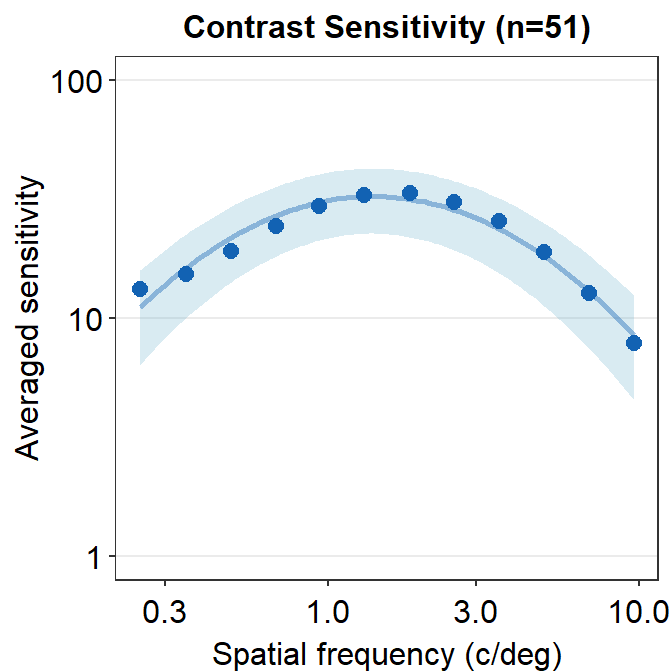 Contrast Sensitivity (n=51)
Averaged sensitivity
100
10
1
0.3 1.0 3.0 10.0
Spatial frequency (c/deg)